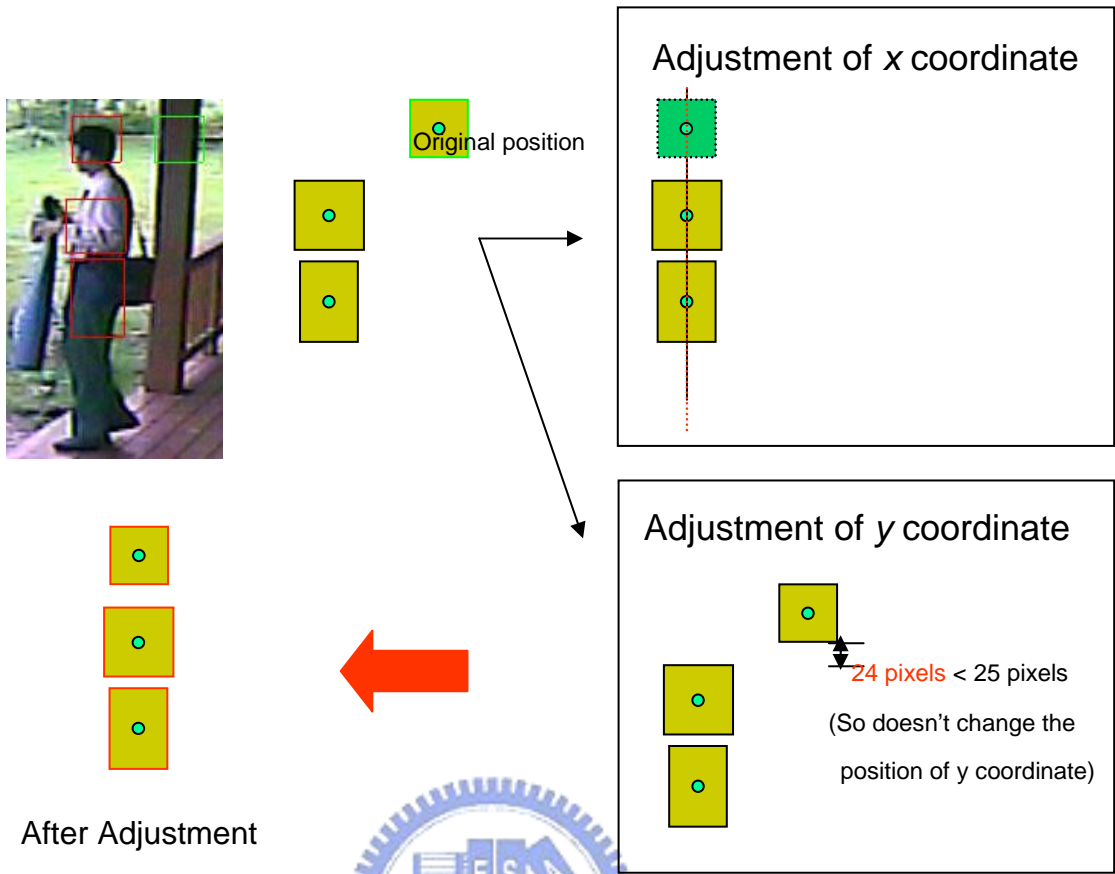 Adjustment of x coordinate
Original position
Adjustment of y coordinate
24 pixels < 25 pixels
(So doesn't change the
position of y coordinate)
After Adjustment